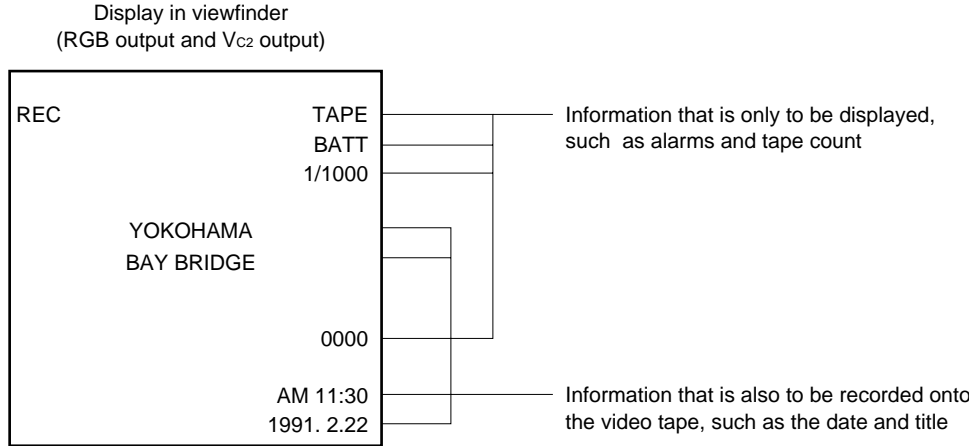 Display in viewfinder
(RGB output and VC2 output)
REC TAPE
BATT
1/1000
YOKOHAMA
BAY BRIDGE
0000
AM 11:30
1991. 2.22
Information that is only to be displayed,
such as alarms and tape count
Information that is also to be recorded onto
the video tape, such as the date and title